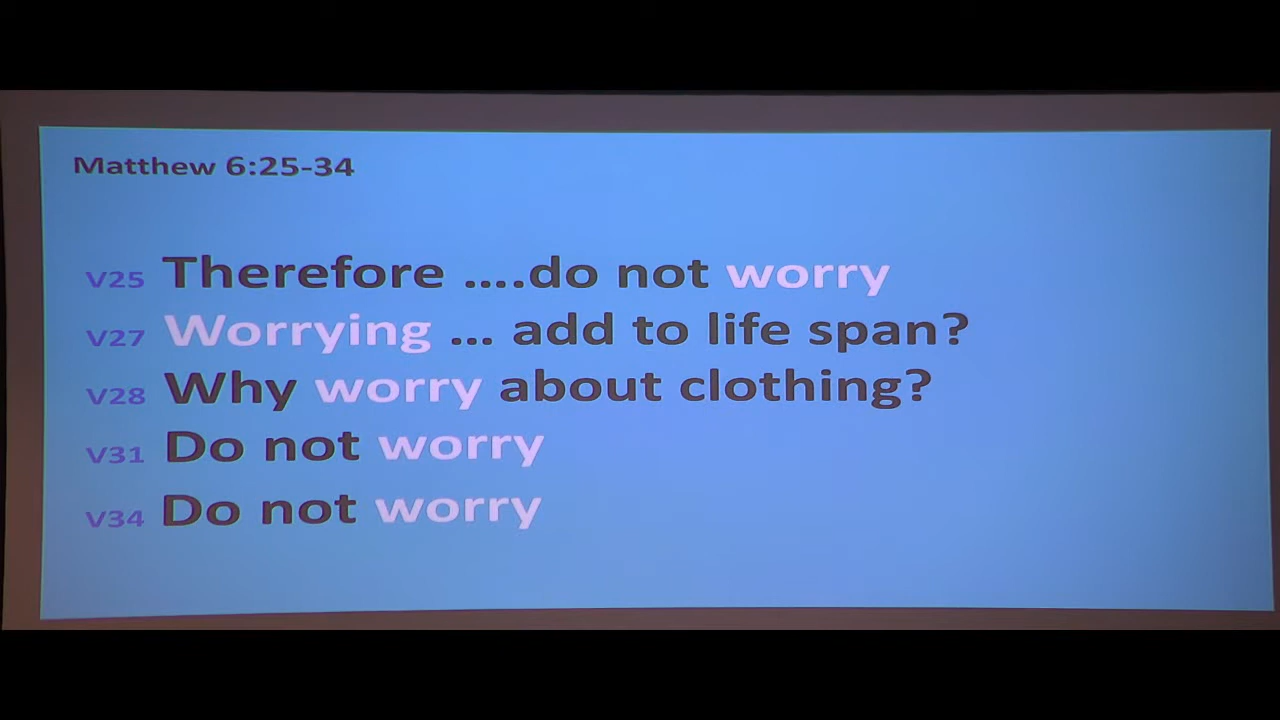 Matthew 6:25-34
V25 Therefore ....do not worry
V27 Worrying ... add to life span?
V28 Why worry about clothing?
V31 Do not worry
V34 Do not worry